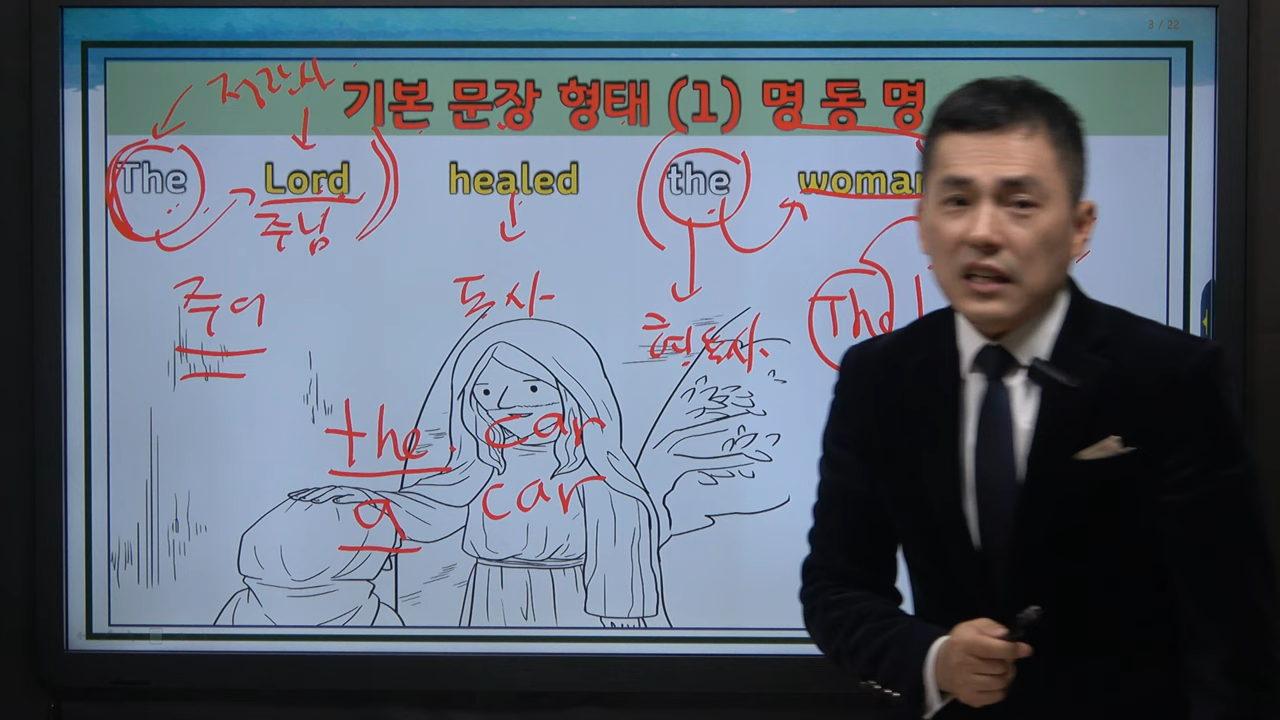 3 / 22
정관사
기본 문장 형태 (1) 명 동 명
The Lord healed the woman
주님
주어
동사
The
the car
a car